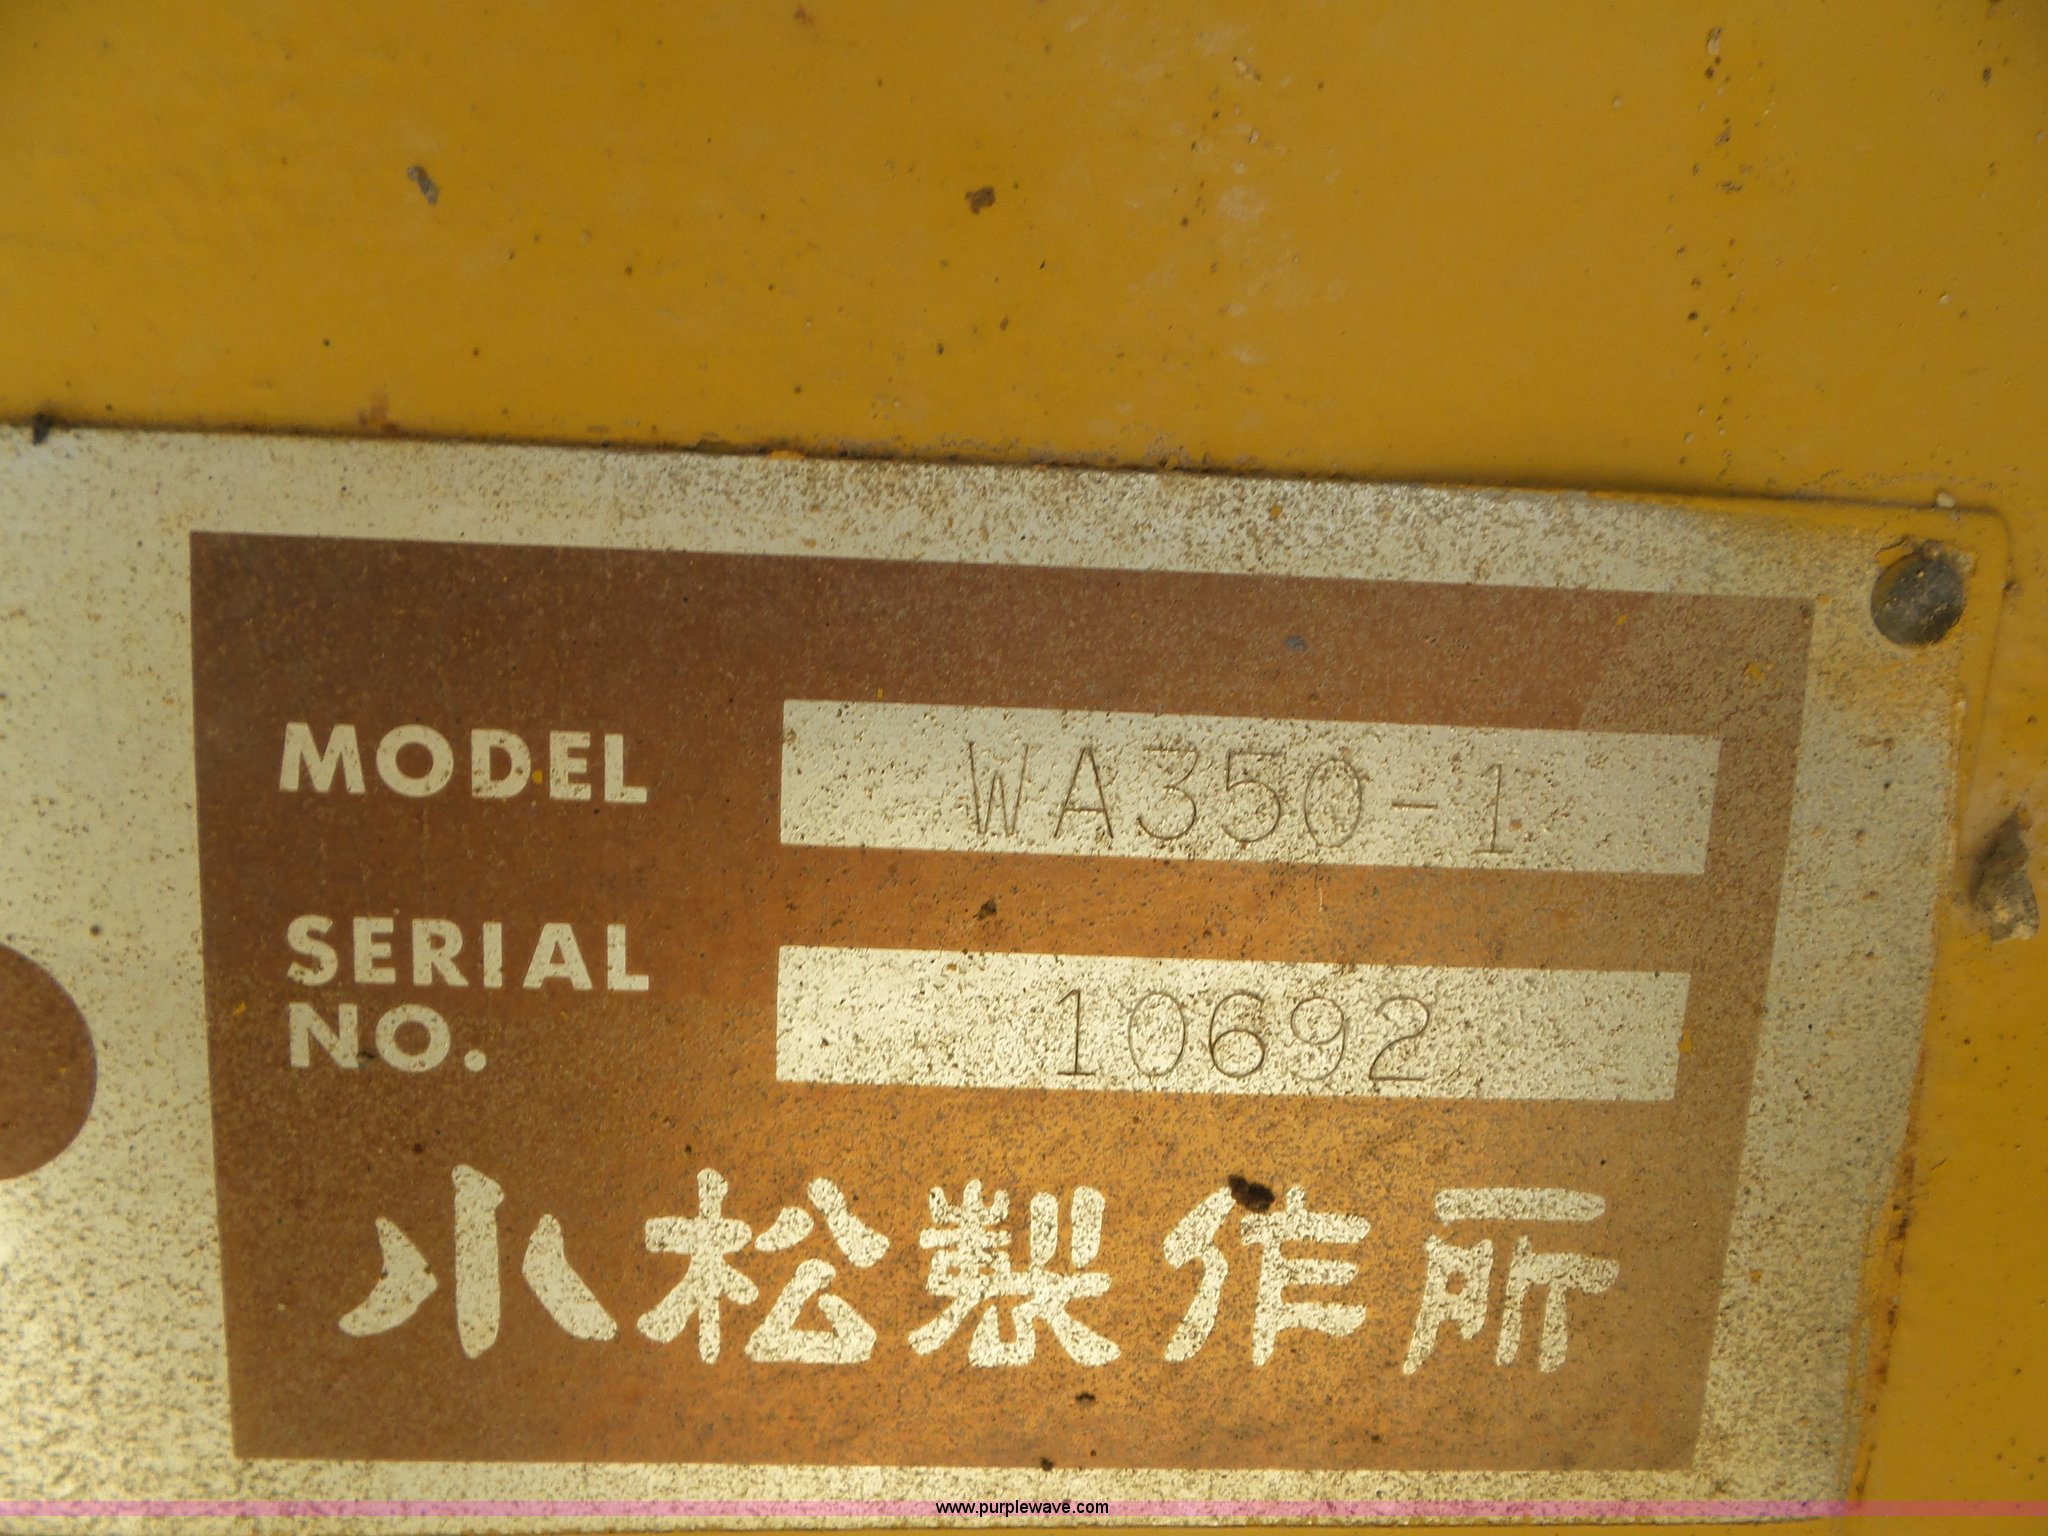 MODEL WA350-1
SERIAL
NO. 10692
小松製作所
www.purplewave.com